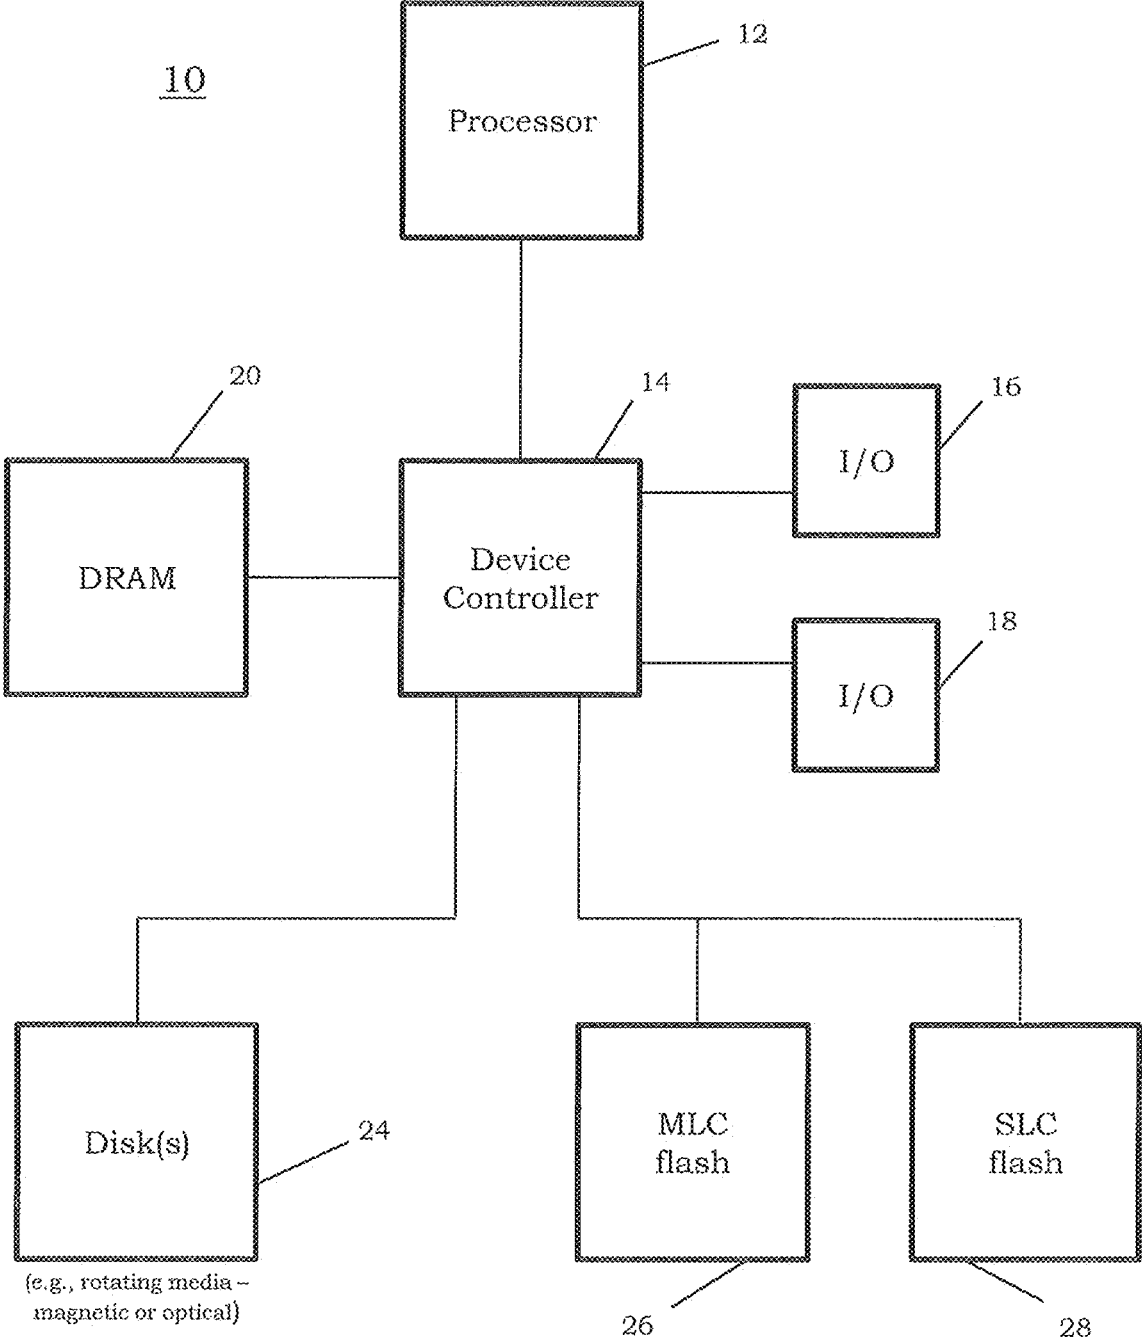 12
10
Processor
20
14
16
I/O
DRAM
Device
Controller
18
I/O
Disk(s)
24
MLC
flash
SLC
flash
(e.g., rotating media –
magnetic or optical)
26
28